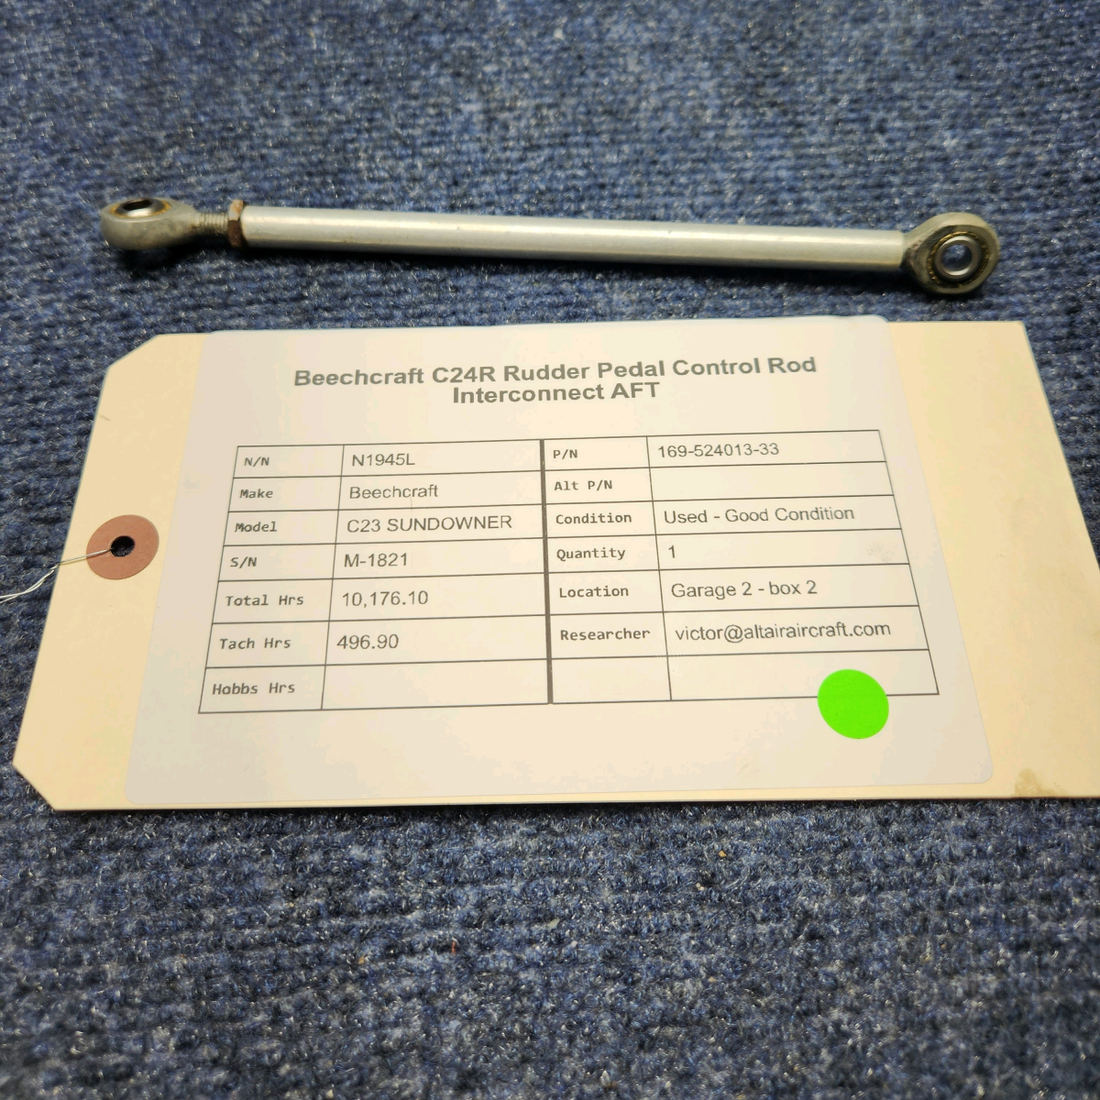 Beechcraft C24R Rudder Pedal Control Rod
Interconnect AFT
N/N N1945L P/N 169-524013-33
Make Beechcraft Alt P/N
Model C23 SUNDOWNER Condition Used - Good Condition
S/N M-1821 Quantity 1
Total Hrs 10,176.10 Location Garage 2 - box 2
Tach Hrs 496.90 Researcher victor@altairaircraft.com
Hobbs Hrs